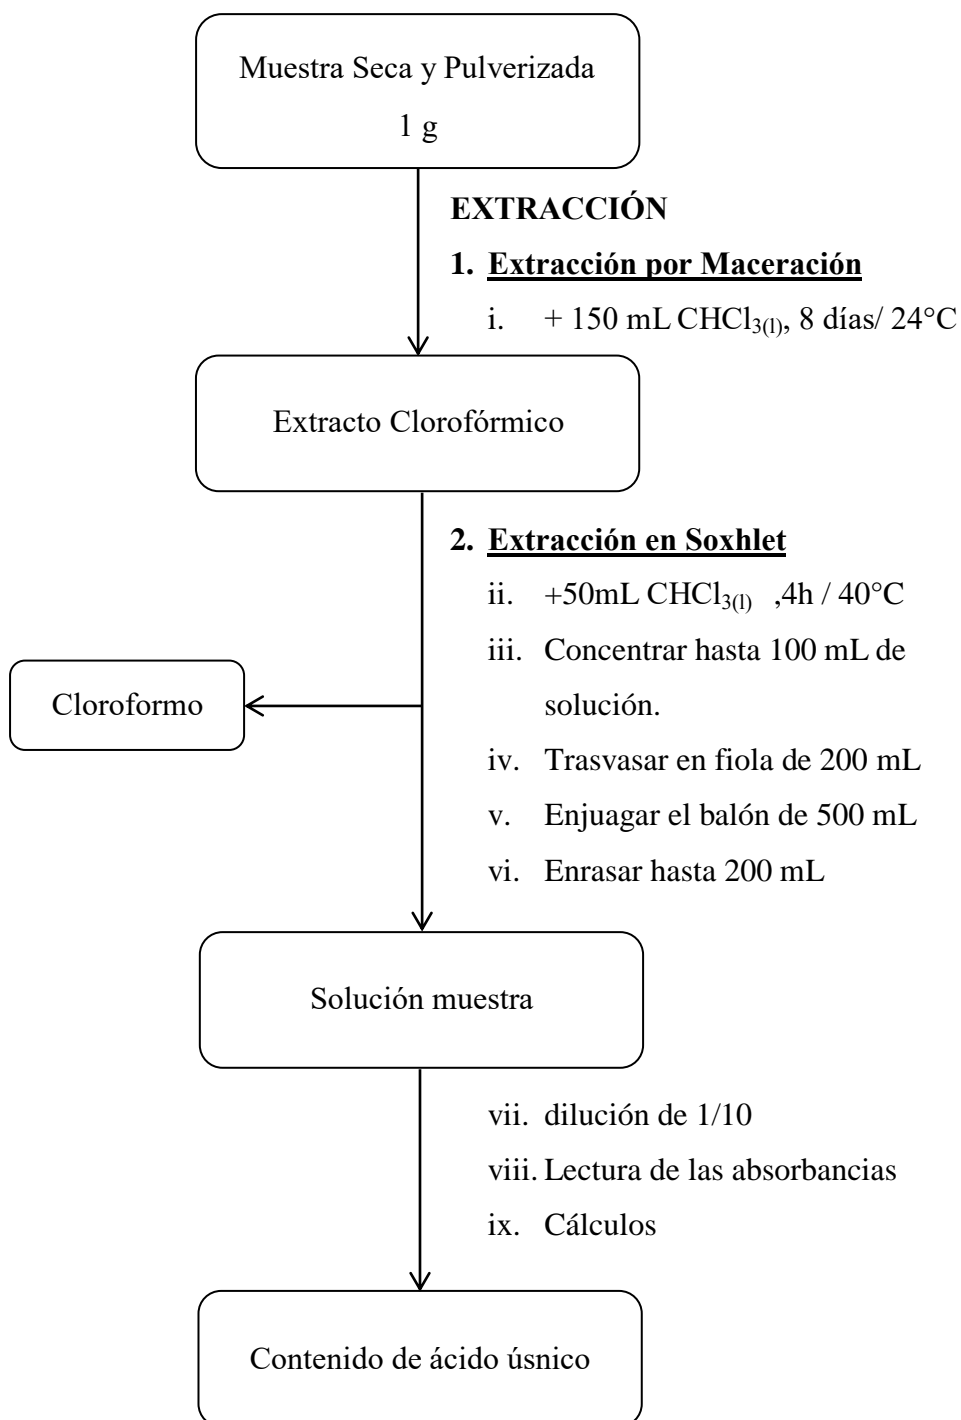 Muestra Seca y Pulverizada
1 g
EXTRACCIÓN
1. Extracción por Maceración
i. + 150 mL CHCl3(l), 8 días/ 24°C
Extracto Clorofórmico
2. Extracción en Soxhlet
ii. +50mL CHCl3(l) ,4h / 40°C
iii. Concentrar hasta 100 mL de
solución.
Cloroformo
iv. Trasvasar en fiola de 200 mL
v. Enjuagar el balón de 500 mL
vi. Enrasar hasta 200 mL
Solución muestra
vii. dilución de 1/10
viii. Lectura de las absorbancias
ix. Cálculos
Contenido de ácido úsnico